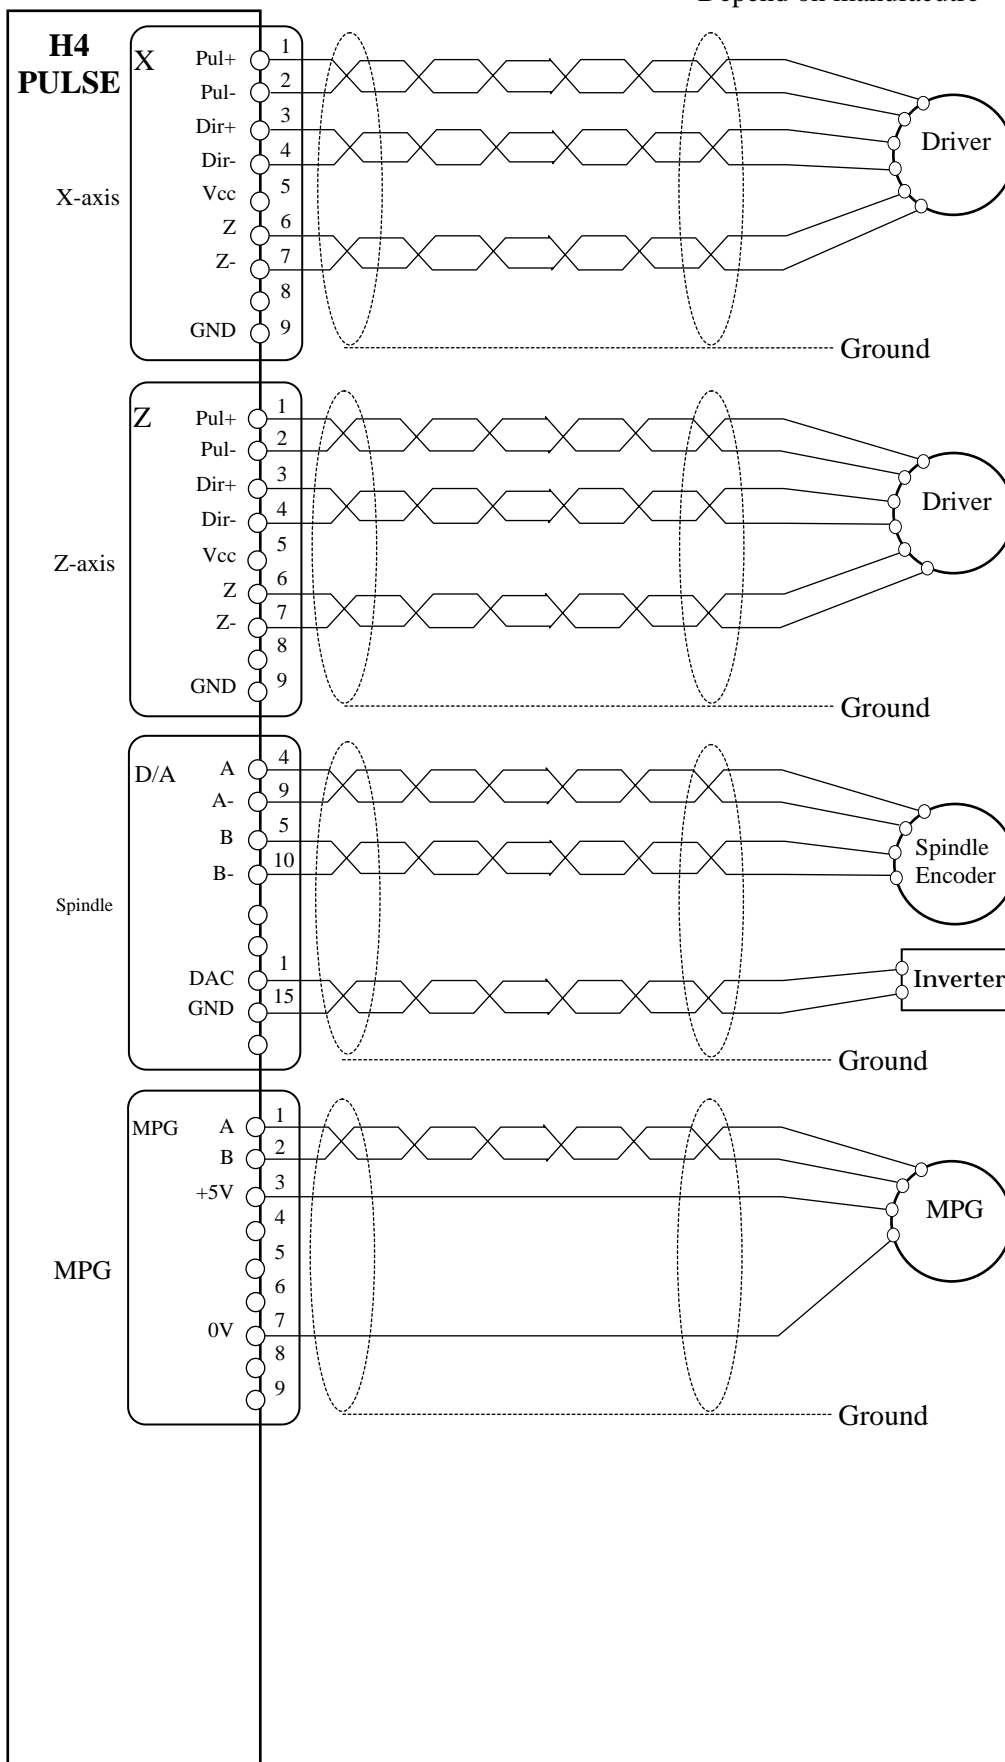 Depend on manufacutre
H4
PULSE
X
X-axis
Pul+ 1
Pul- 2
Dir+ 3
Dir- 4
Vcc 5
Z 6
Z- 7
8
GND 9
Driver
Ground
Z
Z-axis
Pul+ 1
Pul- 2
Dir+ 3
Dir- 4
Vcc 5
Z 6
Z- 7
8
GND 9
Driver
Ground
D/A
Spindle
A 4
A- 9
B 5
B- 10
DAC 1
GND 15
Spindle
Encoder
Inverter
Ground
MPG
MPG
A 1
B 2
+5V 3
4
5
6
0V 7
8
9
MPG
Ground